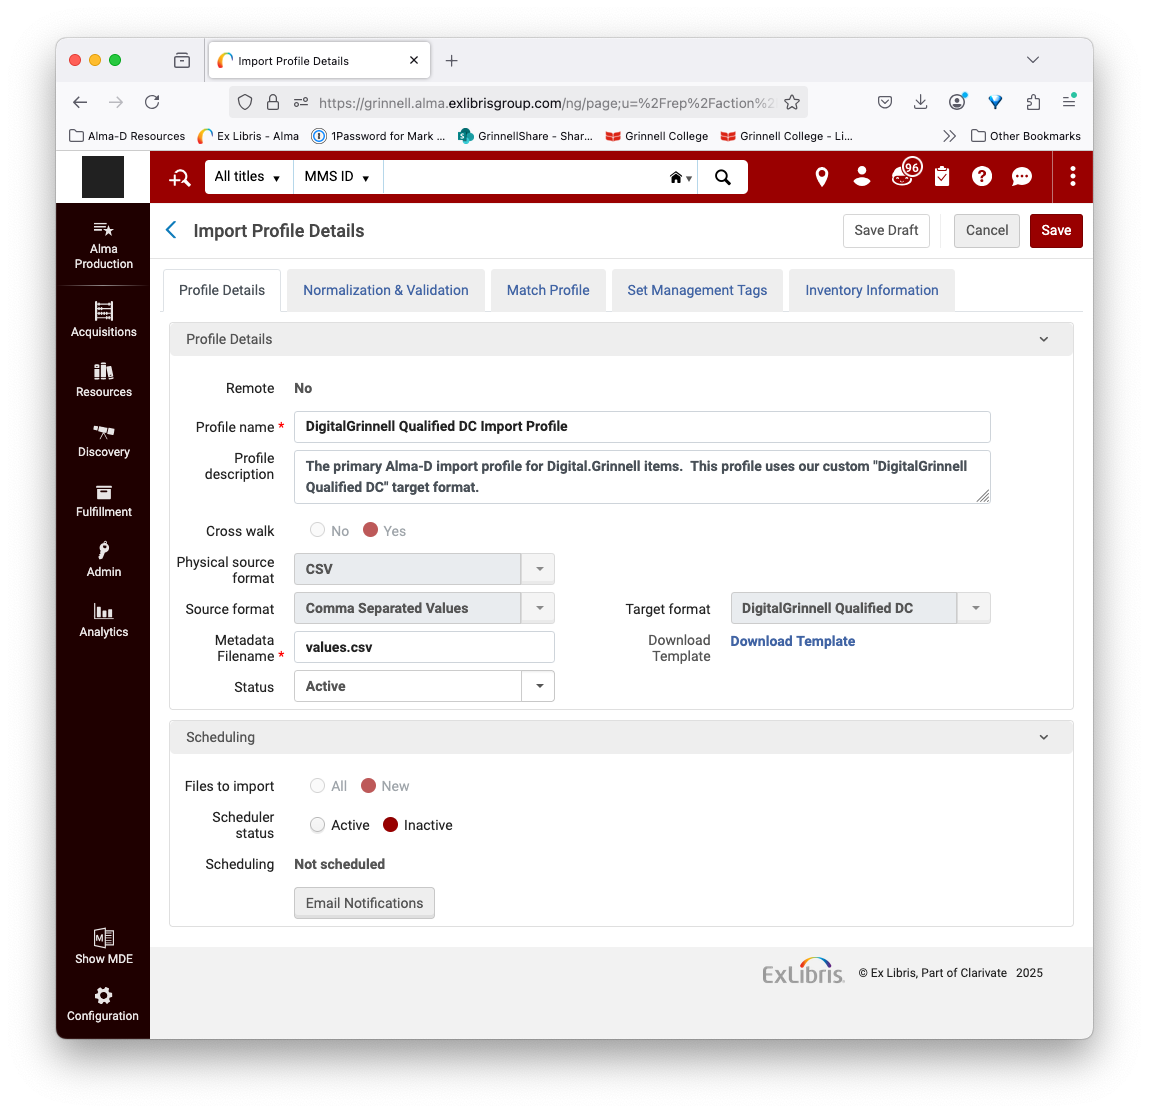 Import Profile Details
https://grinnell.alma.exlibrisgroup.com/ng/page;u=%2Frep%2Faction%2
Alma-D Resources
Ex Libris - Alma
1Password for Mark ...
GrinnellShare - Shar...
Grinnell College
Grinnell College - Li...
Other Bookmarks
All titles
MMS ID
96
Alma
Production
Acquisitions
Resources
Discovery
Fulfillment
Admin
Analytics
Show MDE
Configuration
Import Profile Details
Save Draft
Cancel
Save
Profile Details
Normalization & Validation
Match Profile
Set Management Tags
Inventory Information
Profile Details
Remote No
Profile name * DigitalGrinnell Qualified DC Import Profile
Profile
description
The primary Alma-D import profile for Digital.Grinnell items. This profile uses our custom "DigitalGrinnell
Qualified DC" target format.
Cross walk No Yes
Physical source
format
CSV
Source format Comma Separated Values
Target format DigitalGrinnell Qualified DC
Metadata
Filename *
values.csv
Download
Template
Download Template
Status Active
Scheduling
Files to import All New
Scheduler
status
Active Inactive
Scheduling Not scheduled
Email Notifications
ExLibris
© Ex Libris, Part of Clarivate 2025